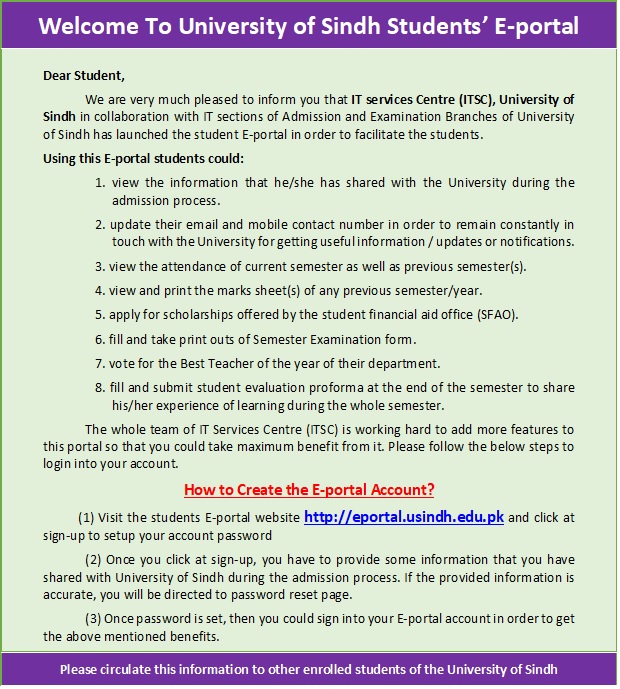 Welcome To University of Sindh Students’ E-portal
Dear Student,
We are very much pleased to inform you that IT services Centre (ITSC), University of
Sindh in collaboration with IT sections of Admission and Examination Branches of University
of Sindh has launched the student E-portal in order to facilitate the students.
Using this E-portal students could:
1. view the information that he/she has shared with the University during the
admission process.
2. update their email and mobile contact number in order to remain constantly in
touch with the University for getting useful information / updates or notifications.
3. view the attendance of current semester as well as previous semester(s).
4. view and print the marks sheet(s) of any previous semester/year.
5. apply for scholarships offered by the student financial aid office (SFAO).
6. fill and take print outs of Semester Examination form.
7. vote for the Best Teacher of the year of their department.
8. fill and submit student evaluation proforma at the end of the semester to share
his/her experience of learning during the whole semester.
The whole team of IT Services Centre (ITSC) is working hard to add more features to
this portal so that you could take maximum benefit from it. Please follow the below steps to
login into your account.
How to Create the E-portal Account?
(1) Visit the students E-portal website http://eportal.usindh.edu.pk and click at
sign-up to setup your account password
(2) Once you click at sign-up, you have to provide some information that you have
shared with University of Sindh during the admission process. If the provided information is
accurate, you will be directed to password reset page.
(3) Once password is set, then you could sign into your E-portal account in order to get
the above mentioned benefits.
Please circulate this information to other enrolled students of the University of Sindh